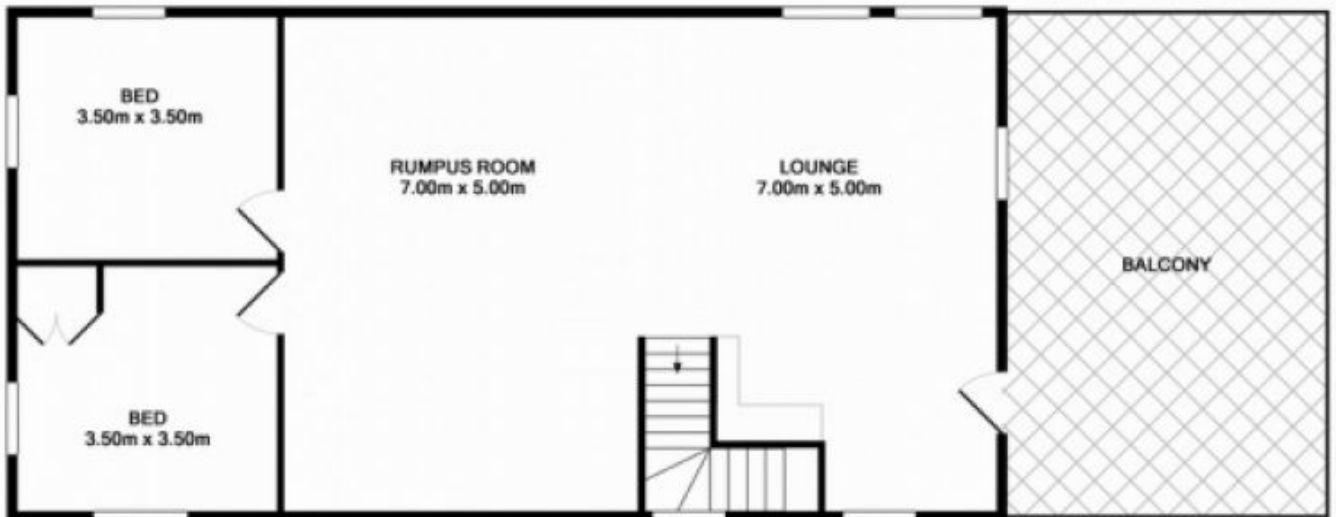 BED
3.50m x 3.50m
RUMPUS ROOM
7.00m x 5.00m
LOUNGE
7.00m x 5.00m
BALCONY
BED
3.50m x 3.50m